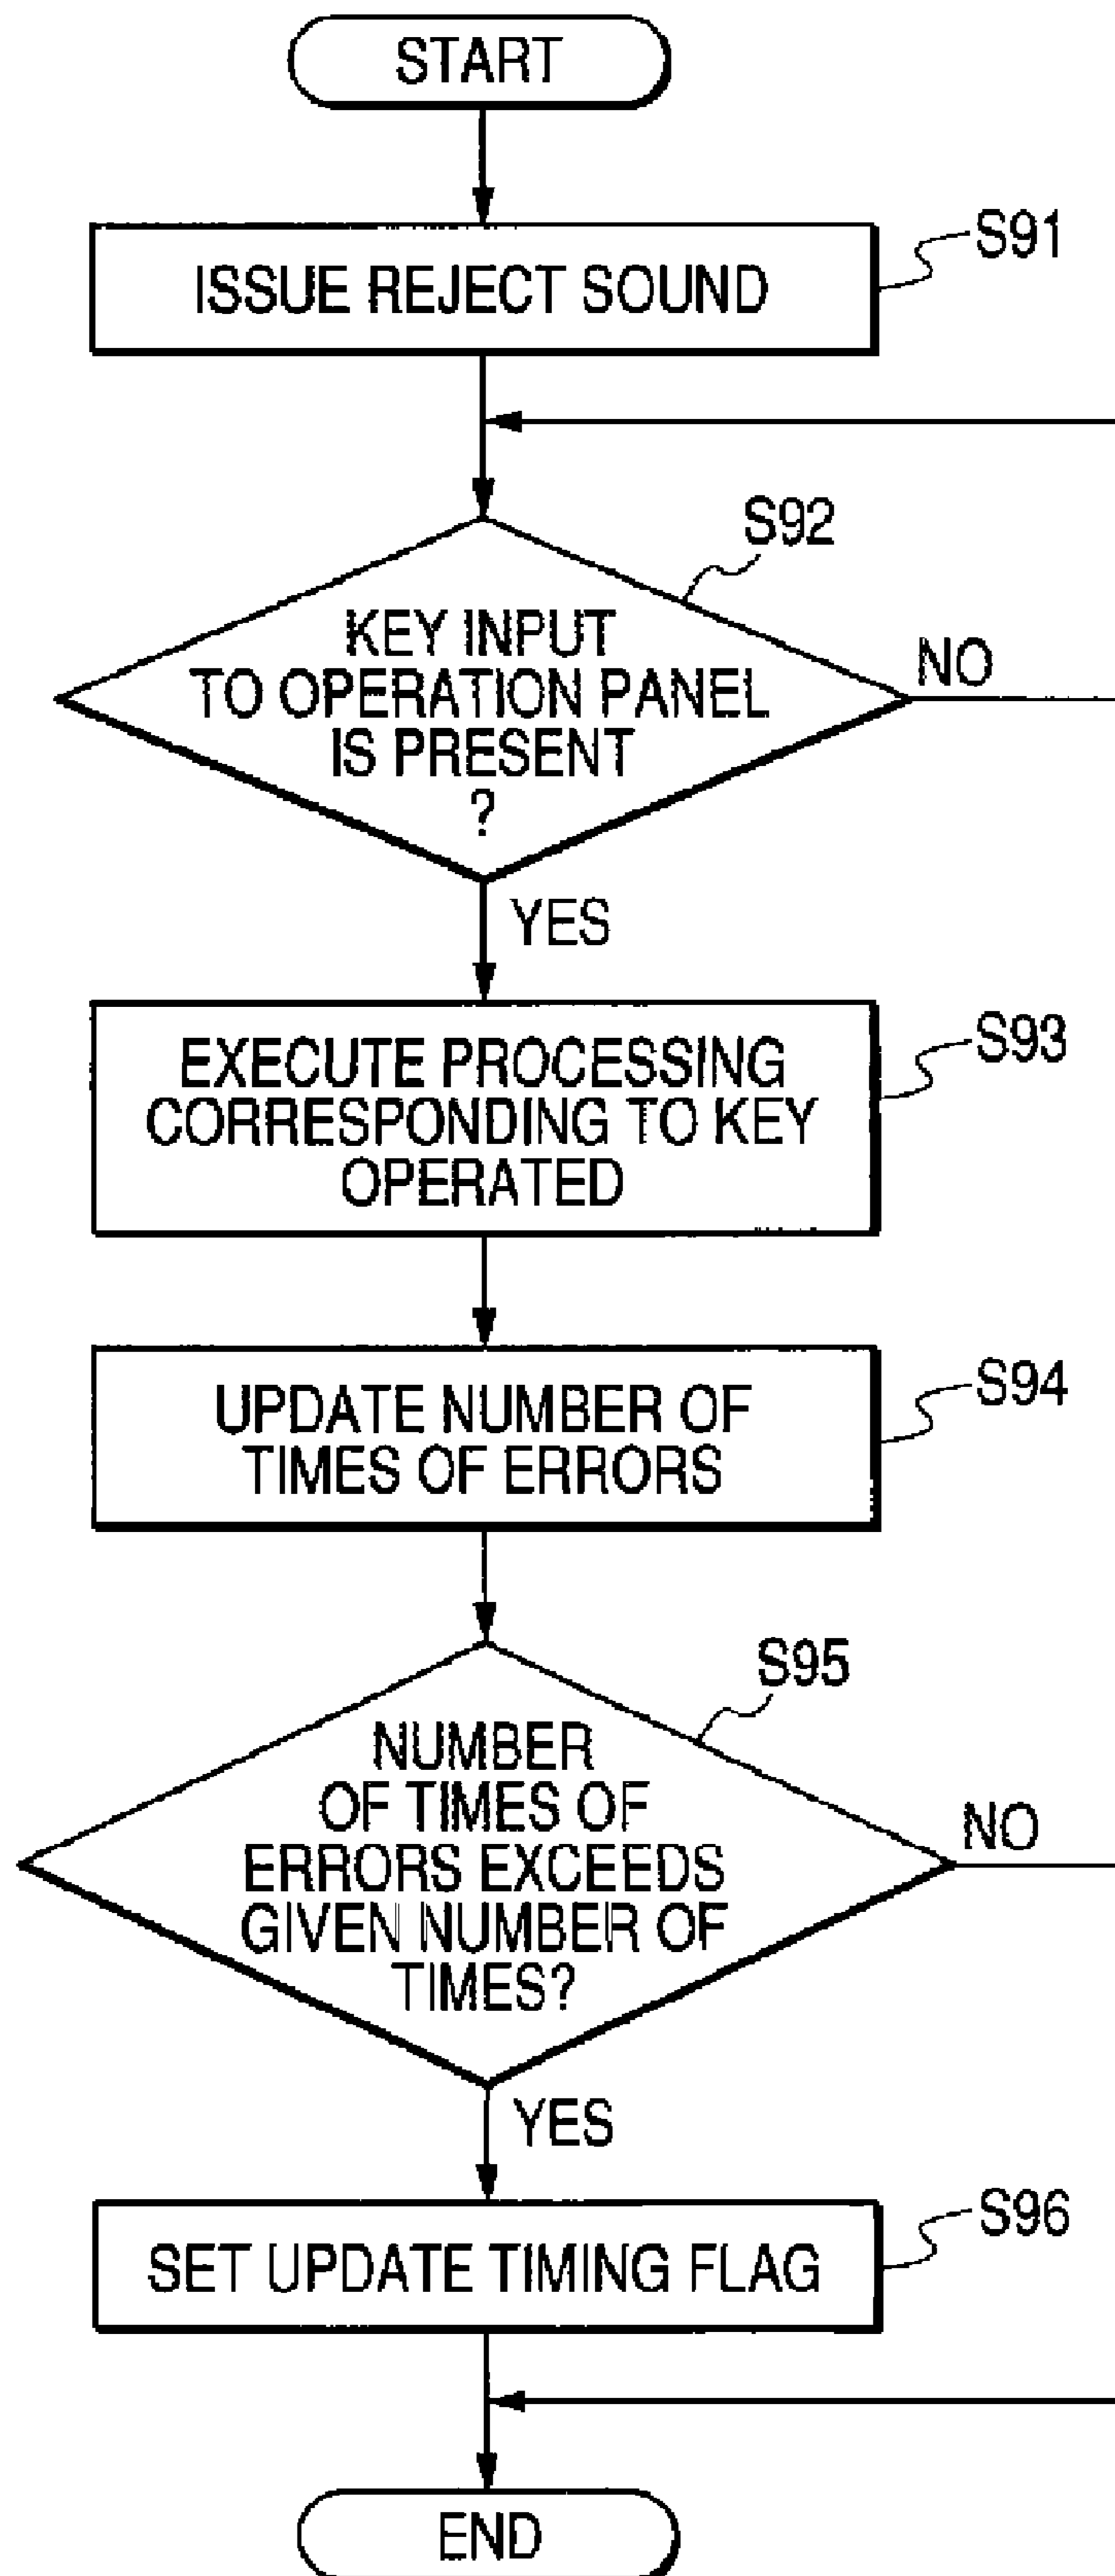 START
ISSUE REJECT SOUND
S91
S92
KEY INPUT
TO OPERATION PANEL
IS PRESENT
?
NO
YES
EXECUTE PROCESSING
CORRESPONDING TO KEY
OPERATED
S93
UPDATE NUMBER OF
TIMES OF ERRORS
S94
S95
NUMBER
OF TIMES OF
ERRORS EXCEEDS
GIVEN NUMBER OF
TIMES?
NO
YES
SET UPDATE TIMING FLAG
S96
END